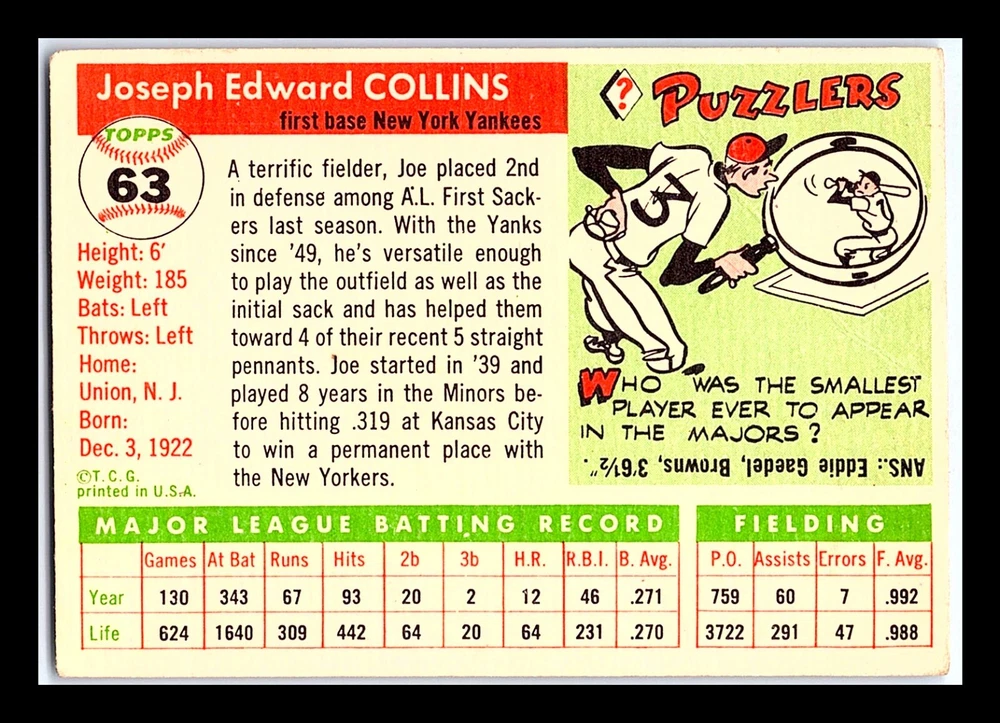 Joseph Edward COLLINS
first base New York Yankees
TOPPS
63
Height: 6'
Weight: 185
Bats: Left
Throws: Left
Home:
Union, N. J.
Born:
Dec. 3, 1922
©T. C. G.
printed in U.S.A.
A terrific fielder, Joe placed 2nd
in defense among A.L. First Sack-
ers last season. With the Yanks
since '49, he's versatile enough
to play the outfield as well as the
initial sack and has helped them
toward 4 of their recent 5 straight
pennants. Joe started in '39 and
played 8 years in the Minors be-
fore hitting .319 at Kansas City
to win a permanent place with
the New Yorkers.
? PUZZLERS
3
WHO WAS THE SMALLEST
PLAYER EVER TO APPEAR
IN THE MAJORS?
ANS.: Eddie Gaedel, Browns, 3'6½".
MAJOR LEAGUE BATTING RECORD
Games At Bat Runs Hits 2b 3b H.R. R.B.I. B. Avg.
Year 130 343 67 93 20 2 12 46 .271
Life 624 1640 309 442 64 20 64 231 .270
FIELDING
P.O. Assists Errors F. Avg.
759 60 7 .992
3722 291 47 .988